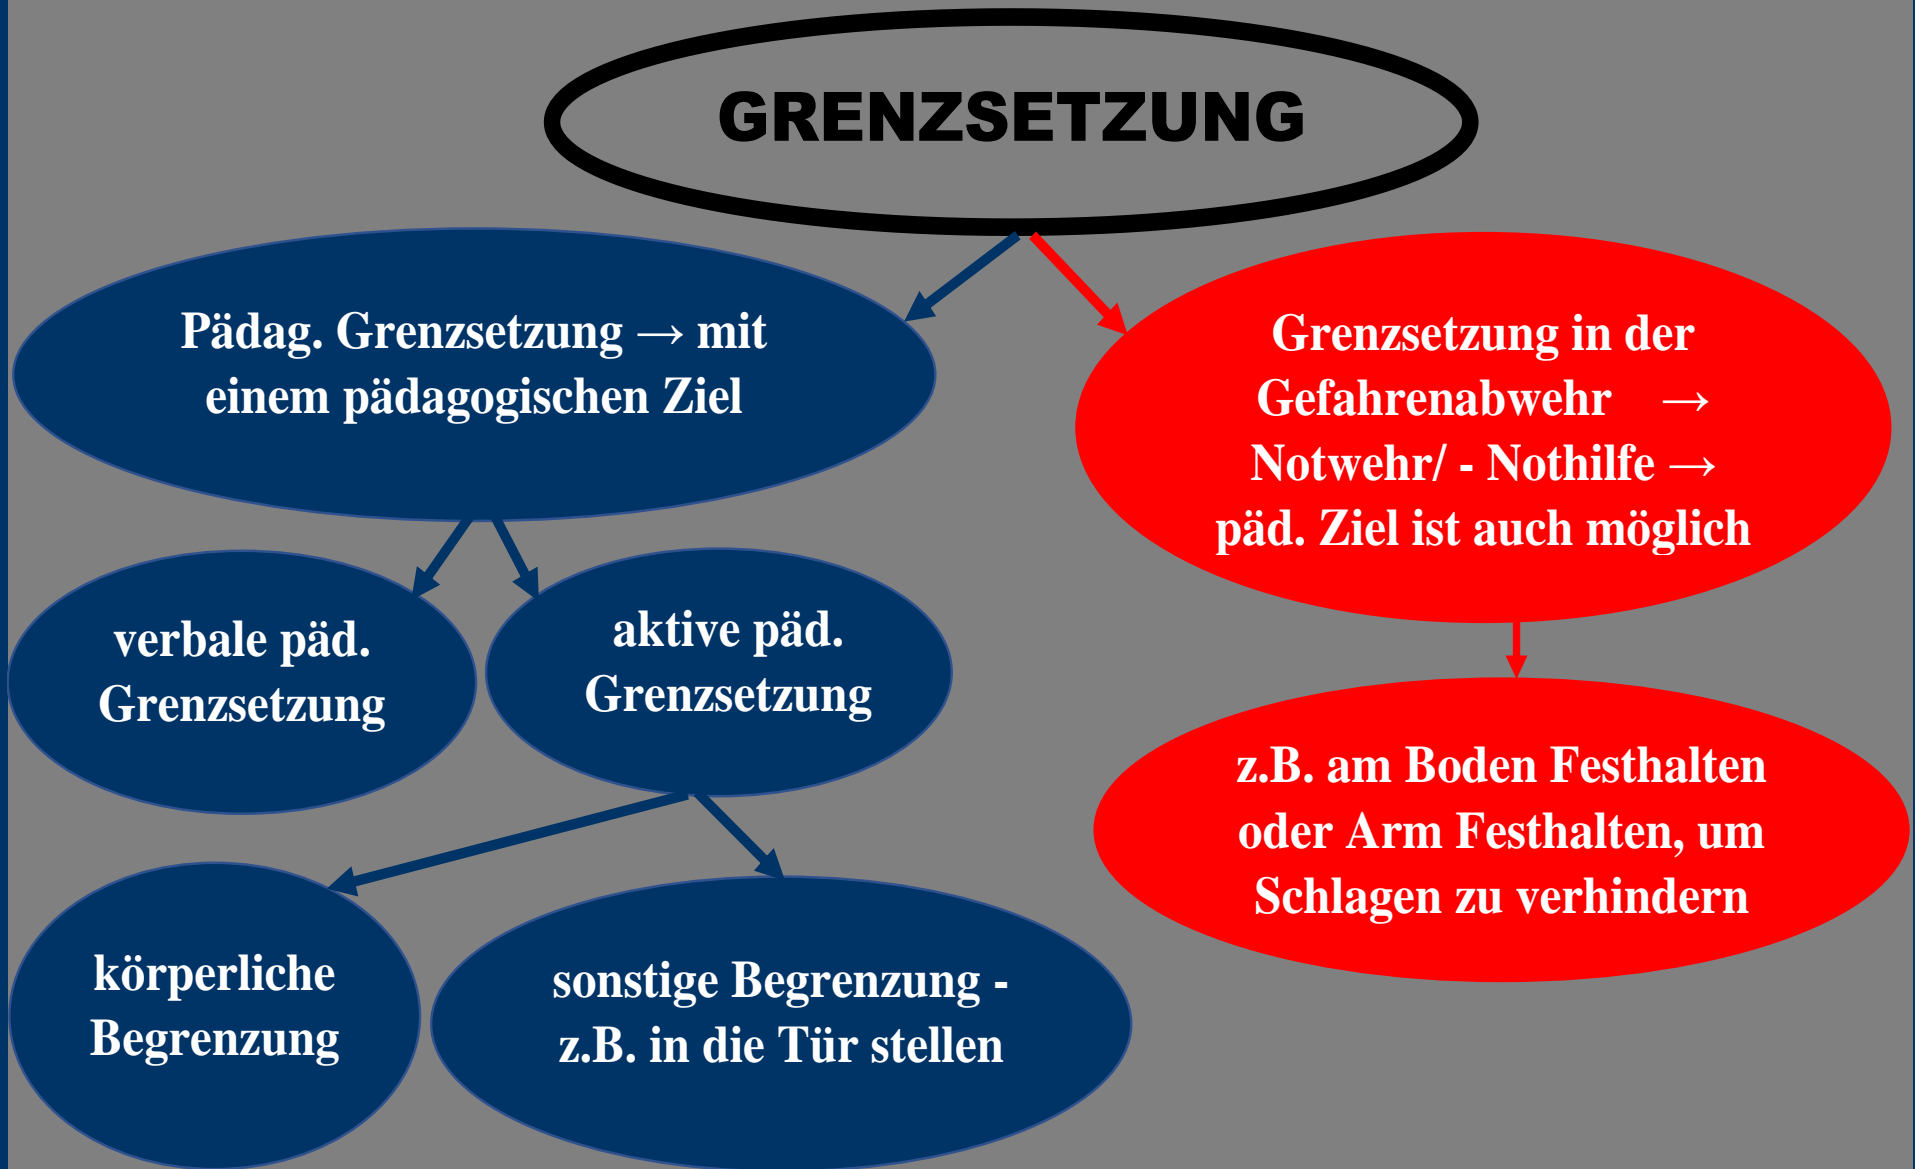 GRENZSETZUNG
Pädag. Grenzsetzung → mit
einem pädagogischen Ziel
Grenzsetzung in der
Gefahrenabwehr →
Notwehr/ - Nothilfe →
päd. Ziel ist auch möglich
verbale päd.
Grenzsetzung
aktive päd.
Grenzsetzung
z.B. am Boden Festhalten
oder Arm Festhalten, um
Schlagen zu verhindern
körperliche
Begrenzung
sonstige Begrenzung -
z.B. in die Tür stellen